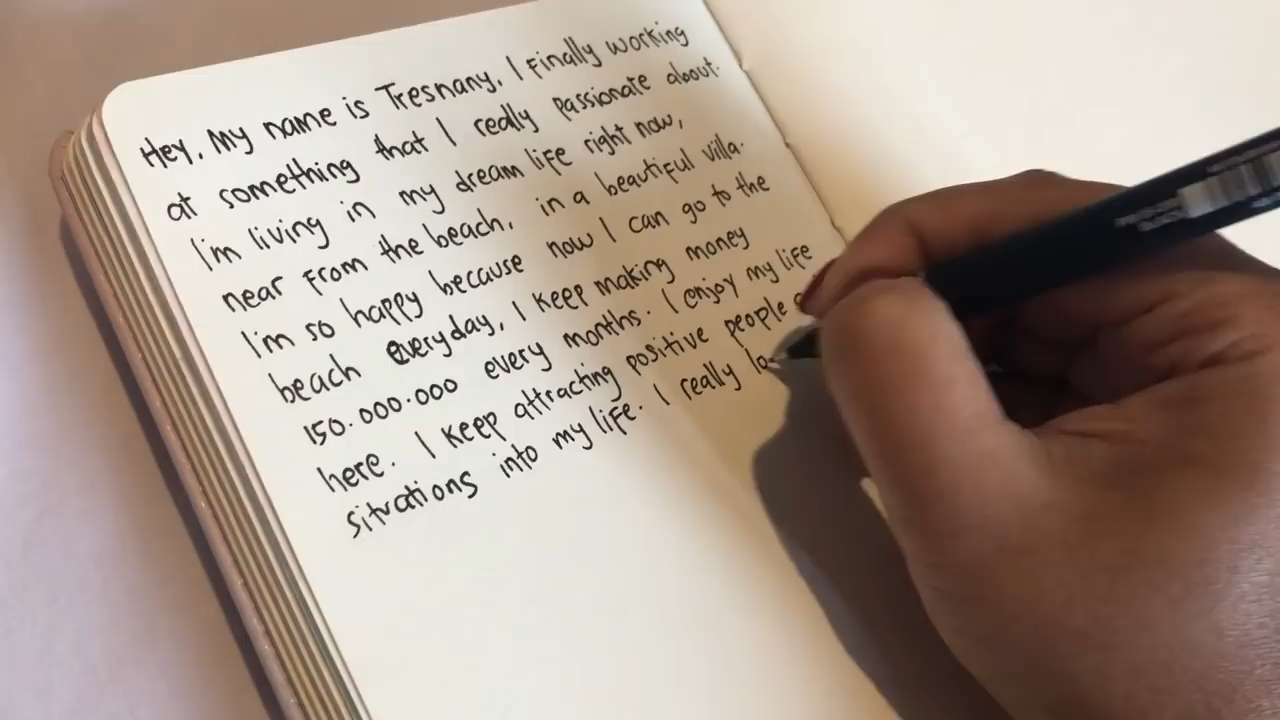 Hey. My name is Tresnany. I finally working
at something that I really passionate about.
I'm living in my dream life right now,
near from the beach, in a beautiful villa.
I'm so happy because now I can go to the
beach everyday, I keep making money
150.000.000 every months. I enjoy my life
here. I keep attracting positive people
sitvations into my life. I really